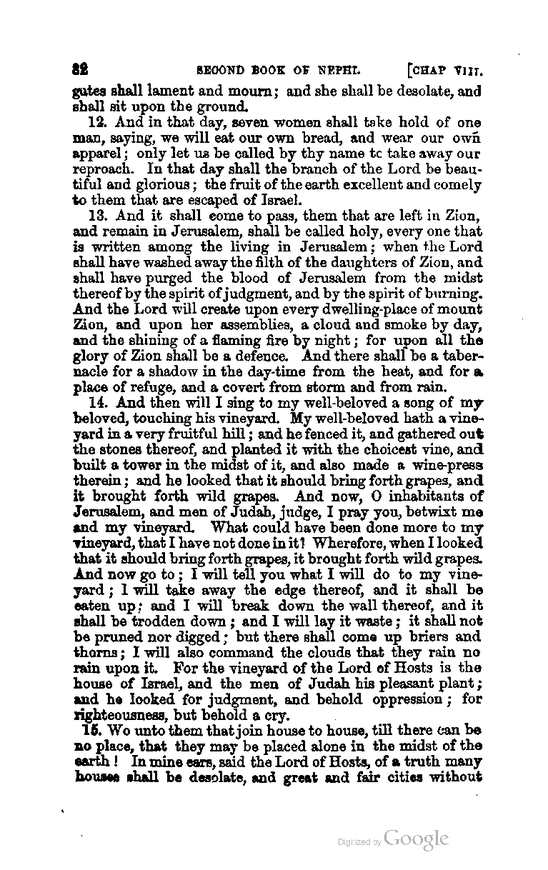 82 SECOND BOOK OF NEPHI. [CHAP VIII.
gates shall lament and mourn; and she shall be desolate, and
shall sit upon the ground.
12. And in that day, seven women shall take hold of one
man, saying, we will eat our own bread, and wear our own
apparel; only let us be called by thy name tc take away our
reproach. In that day shall the branch of the Lord be beau-
tiful and glorious; the fruit of the earth excellent and comely
to them that are escaped of Israel.
13. And it shall come to pass, them that are left in Zion,
and remain in Jerusalem, shall be called holy, every one that
is written among the living in Jerusalem; when the Lord
shall have washed away the filth of the daughters of Zion, and
shall have purged the blood of Jerusalem from the midst
thereof by the spirit of judgment, and by the spirit of burning.
And the Lord will create upon every dwelling-place of mount
Zion, and upon her assemblies, a cloud and smoke by day,
and the shining of a flaming fire by night; for upon all the
glory of Zion shall be a defence. And there shall be a taber-
nacle for a shadow in the day-time from the heat, and for a
place of refuge, and a covert from storm and from rain.
14. And then will I sing to my well-beloved a song of my
beloved, touching his vineyard. My well-beloved hath a vine-
yard in a very fruitful hill; and he fenced it, and gathered out
the stones thereof, and planted it with the choicest vine, and
built a tower in the midst of it, and also made a wine-press
therein; and he looked that it should bring forth grapes, and
it brought forth wild grapes. And now, O inhabitants of
Jerusalem, and men of Judah, judge, I pray you, betwixt me
and my vineyard. What could have been done more to my
vineyard, that I have not done in it? Wherefore, when I looked
that it should bring forth grapes, it brought forth wild grapes.
And now go to; I will tell you what I will do to my vine-
yard; I will take away the edge thereof, and it shall be
eaten up; and I will break down the wall thereof, and it
shall be trodden down; and I will lay it waste; it shall not
be pruned nor digged; but there shall come up briers and
thorns; I will also command the clouds that they rain no
rain upon it. For the vineyard of the Lord of Hosts is the
house of Israel, and the men of Judah his pleasant plant;
and he looked for judgment, and behold oppression; for
righteousness, but behold a cry.
15. Wo unto them that join house to house, till there can be
no place, that they may be placed alone in the midst of the
earth! In mine ears, said the Lord of Hosts, of a truth many
houses shall be desolate, and great and fair cities without
Digitized by Google